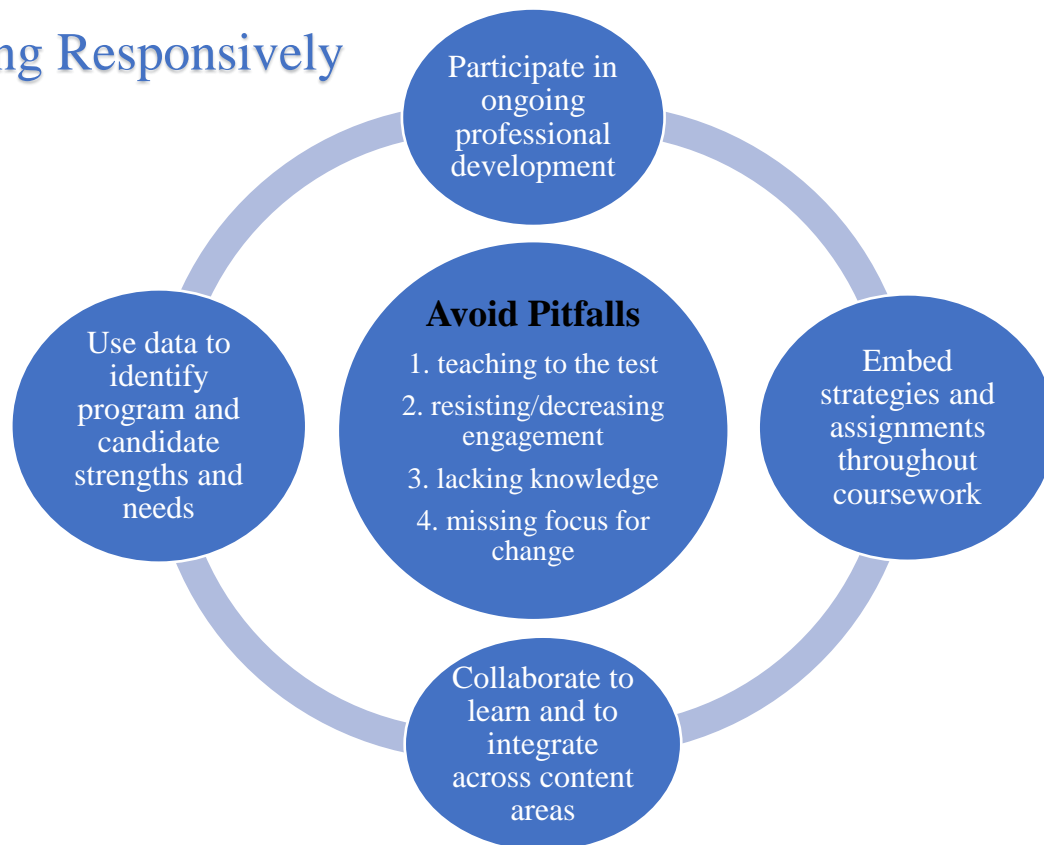 ng Responsively
Participate in
ongoing
professional
development
Avoid Pitfalls
1. teaching to the test
2. resisting/decreasing
engagement
3. lacking knowledge
4. missing focus for
change
Use data to
identify
program and
candidate
strengths and
needs
Embed
strategies and
assignments
throughout
coursework
Collaborate to
learn and to
integrate
across content
areas